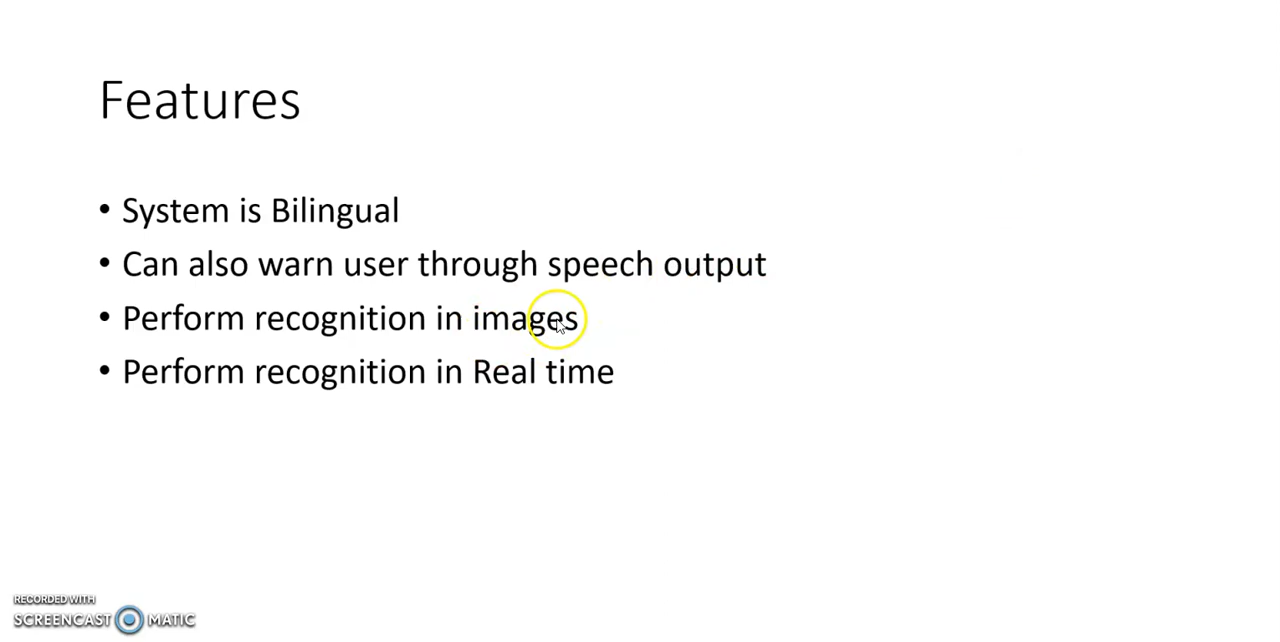 Features
• System is Bilingual
• Can also warn user through speech output
• Perform recognition in images
• Perform recognition in Real time
RECORDED WITH
SCREENCAST MATIC